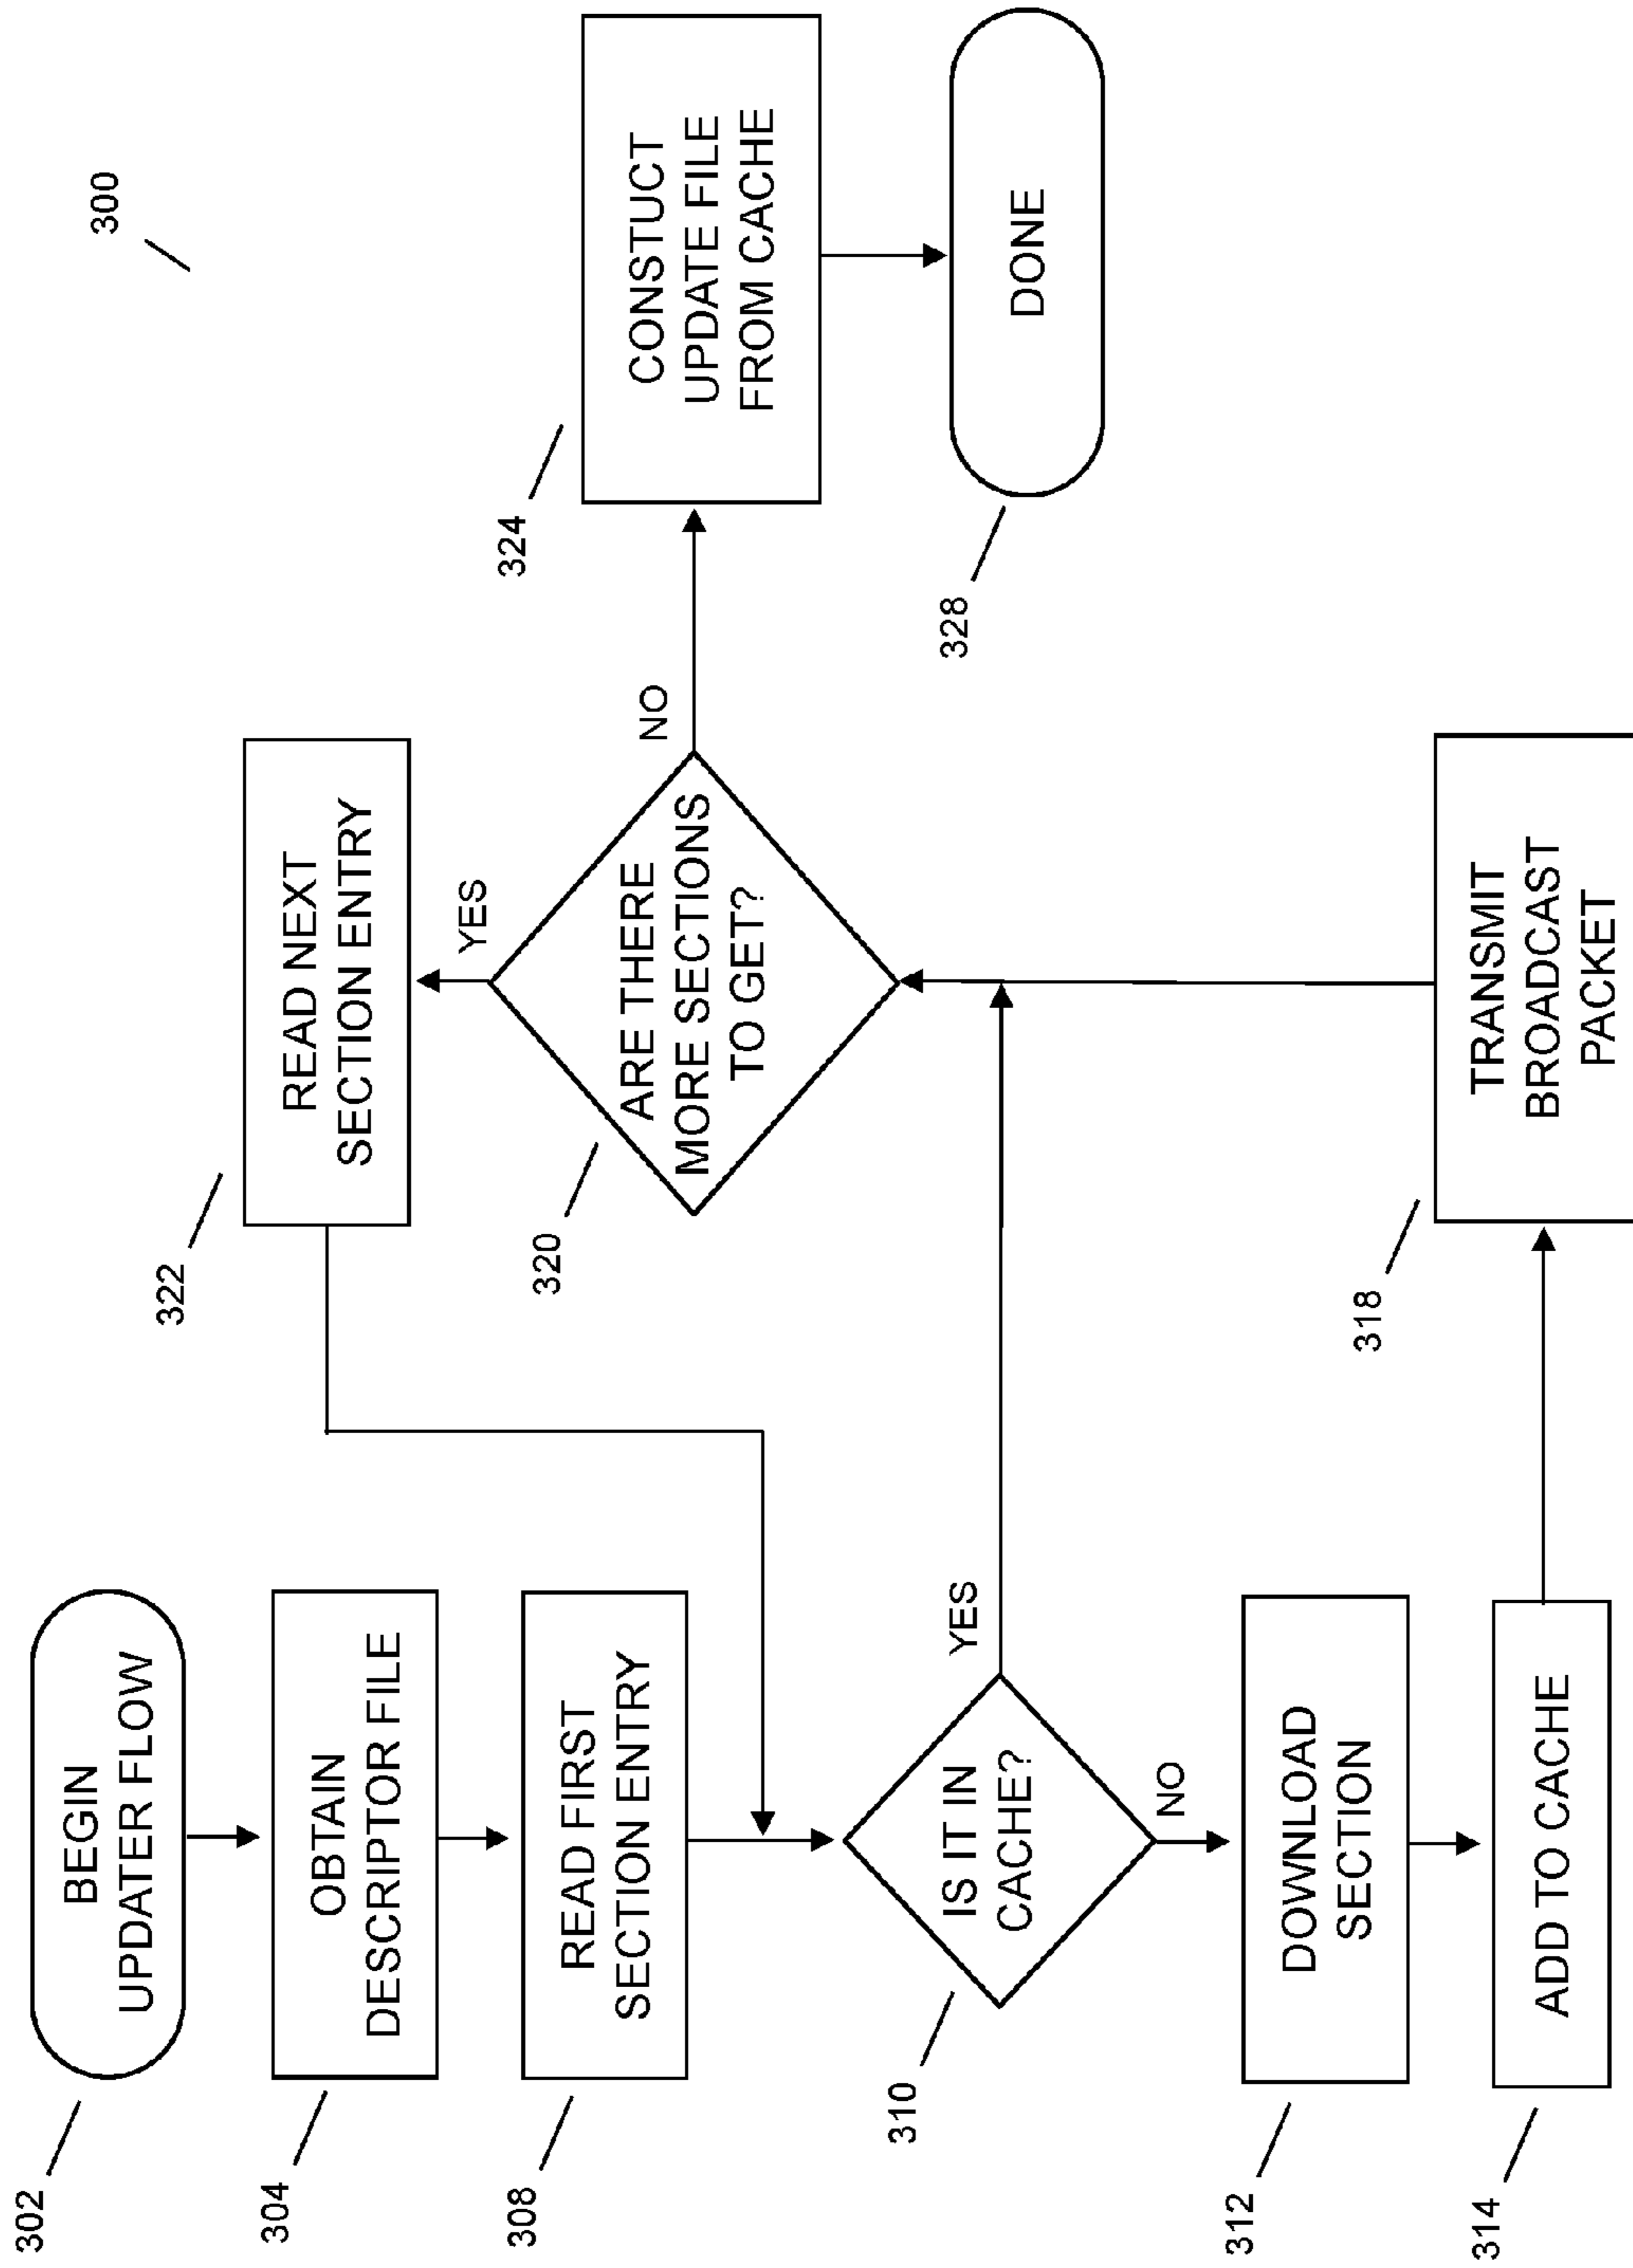 300
302
BEGIN
UPDATER FLOW
304
OBTAIN
DESCRIPTOR FILE
308
READ FIRST
SECTION ENTRY
310
IS IT IN
CACHE?
YES
NO
312
DOWNLOAD
SECTION
314
ADD TO CACHE
318
TRANSMIT
BROADCAST
PACKET
320
ARE THERE
MORE SECTIONS
TO GET?
YES
NO
322
READ NEXT
SECTION ENTRY
324
CONSTUCT
UPDATE FILE
FROM CACHE
328
DONE